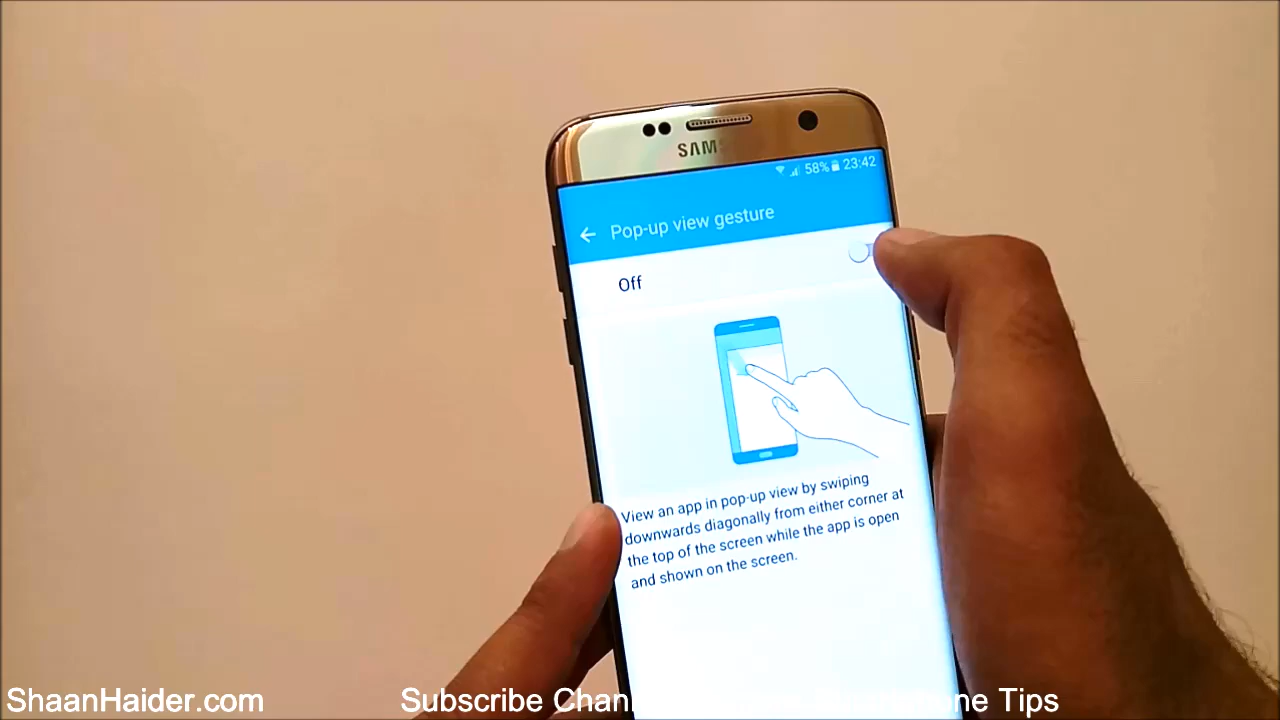 SAMS
58% 23:42
Pop-up view gesture
Off
View an app in pop-up view by swiping
downwards diagonally from either corner at
the top of the screen while the app is open
and shown on the screen.
ShaanHaider.com
Subscribe Chan Tips